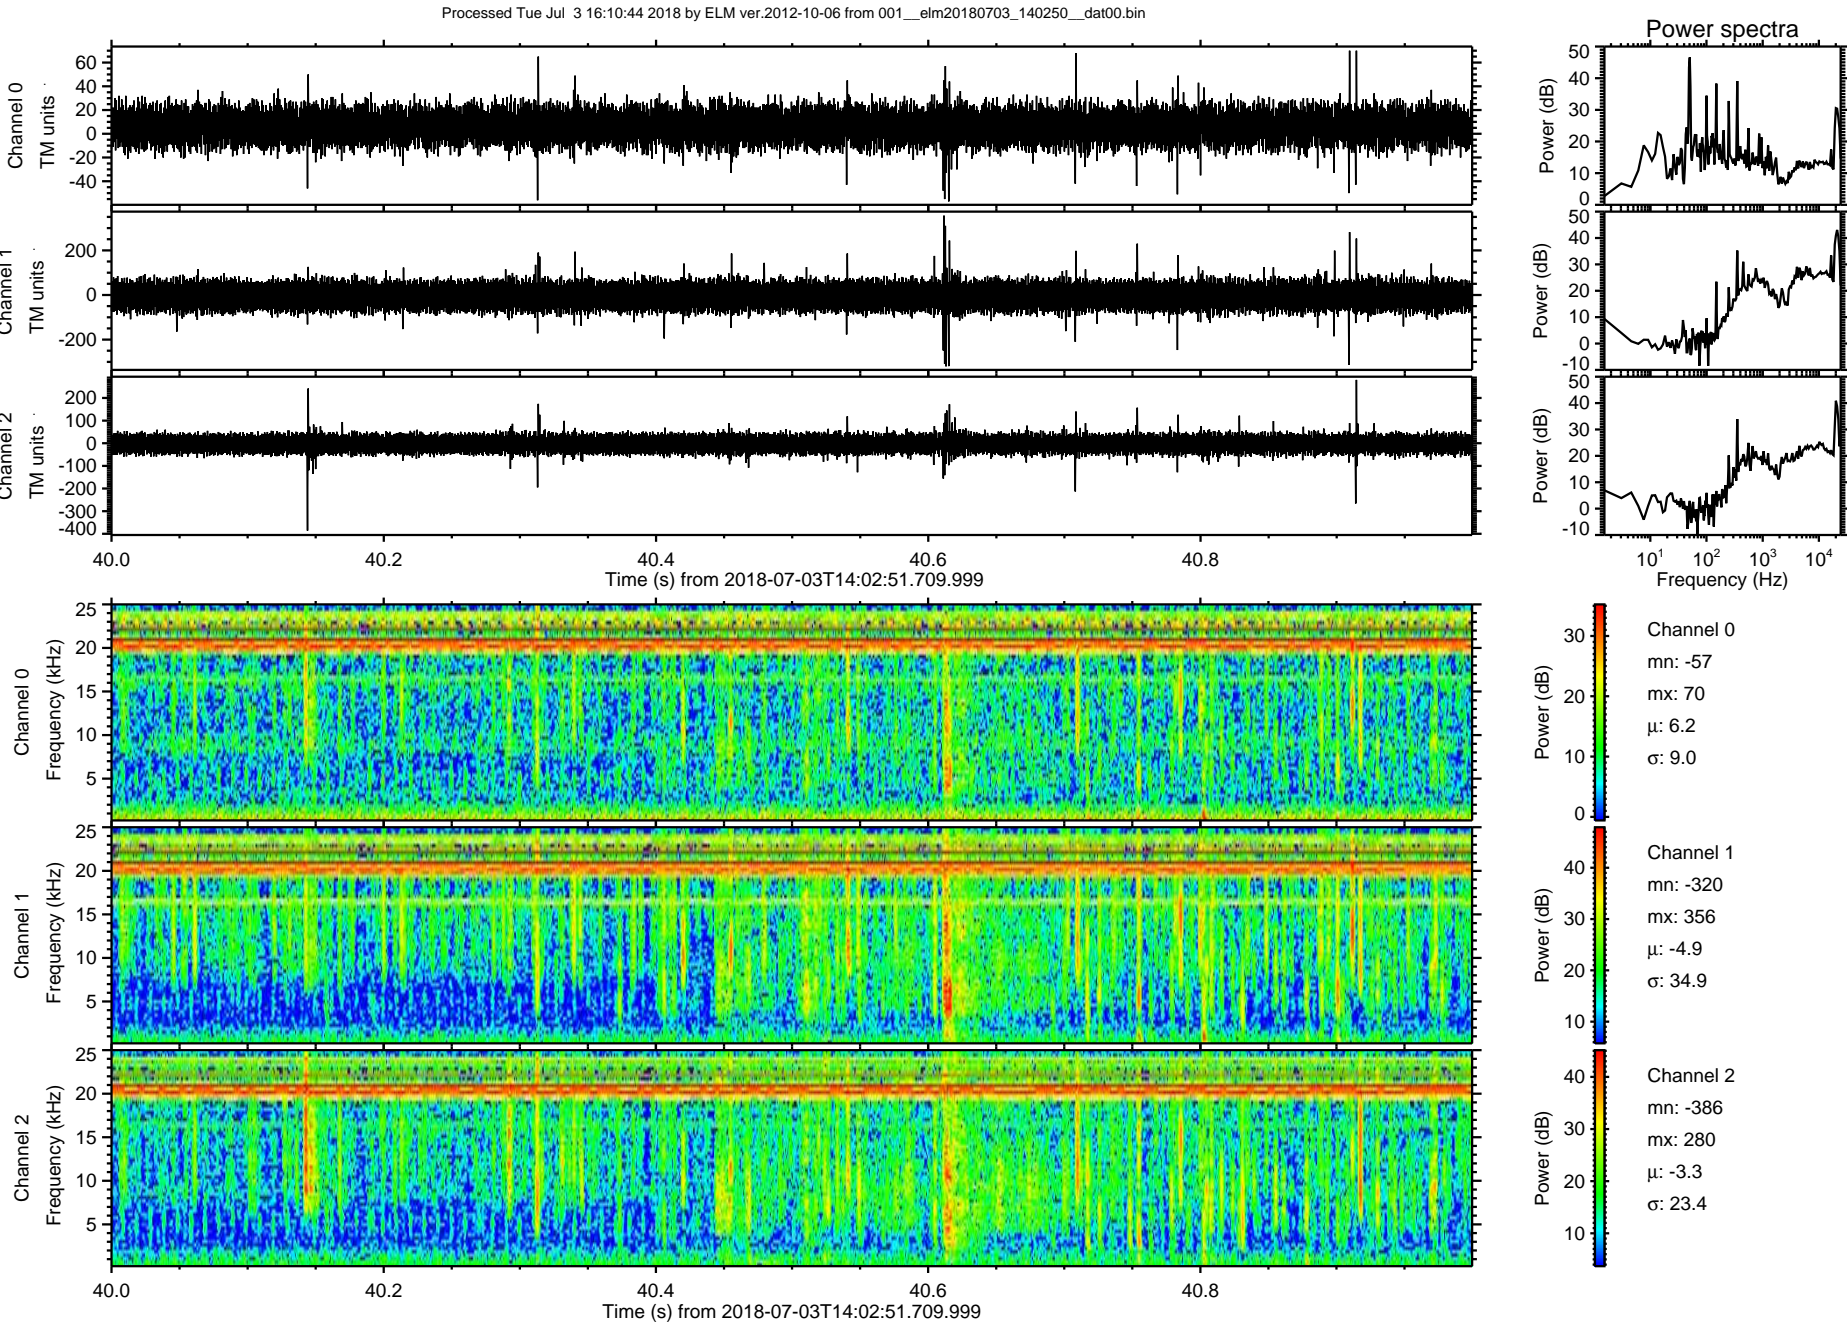 Processed Tue Jul 3 16:10:44 2018 by ELM ver.2012-10-06 from 001__elm20180703_140250__dat00.bin
Power spectra
Channel 0
TM units
60
40
20
0
-20
-40
Power (dB)
50
40
30
20
10
0
Channel 1
TM units
200
0
-200
Power (dB)
50
40
30
20
10
0
-10
Channel 2
TM units
200
100
0
-100
-200
-300
-400
Power (dB)
50
40
30
20
10
0
-10
40.0 40.2 40.4 40.6 40.8
Time (s) from 2018-07-03T14:02:51.709.999
10^1 10^2 10^3 10^4
Frequency (Hz)
Channel 0
Frequency (kHz)
25
20
15
10
5
Power (dB)
30
20
10
0
Channel 0
mn: -57
mx: 70
μ: 6.2
σ: 9.0
Channel 1
Frequency (kHz)
25
20
15
10
5
Power (dB)
40
30
20
10
Channel 1
mn: -320
mx: 356
μ: -4.9
σ: 34.9
Channel 2
Frequency (kHz)
25
20
15
10
5
Power (dB)
40
30
20
10
Channel 2
mn: -386
mx: 280
μ: -3.3
σ: 23.4
40.0 40.2 40.4 40.6 40.8
Time (s) from 2018-07-03T14:02:51.709.999